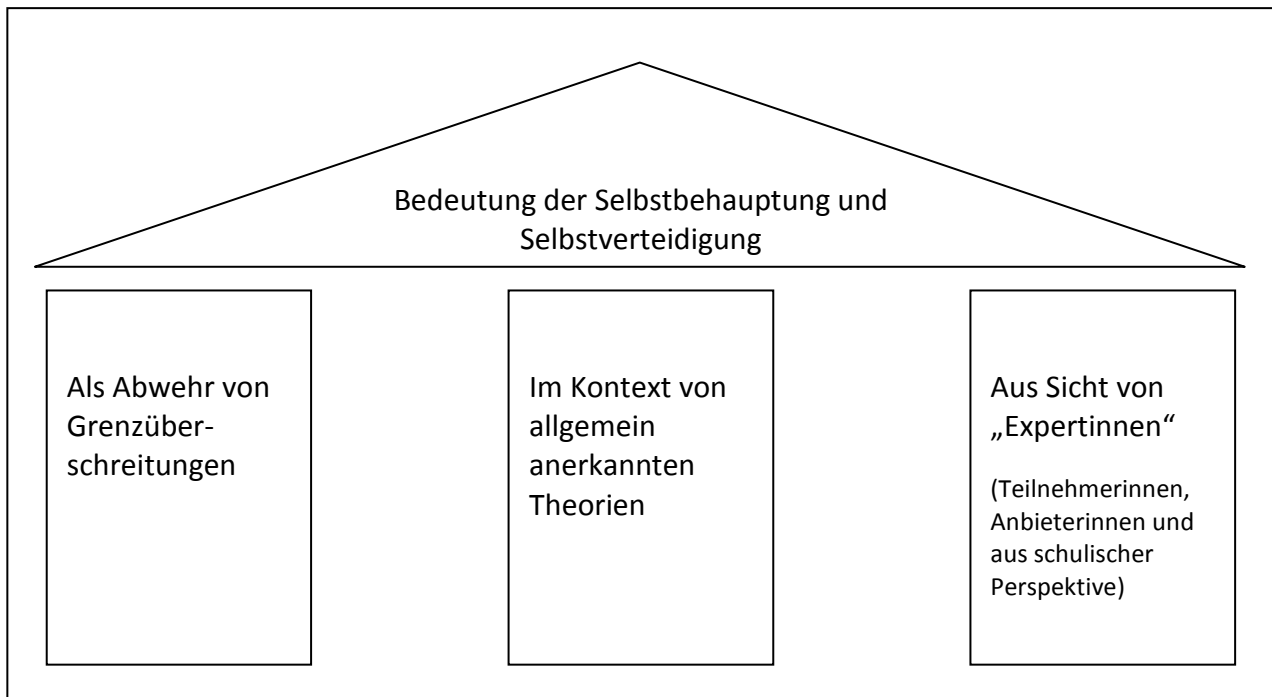 Bedeutung der Selbstbehauptung und
Selbstverteidigung
Als Abwehr von
Grenzüber-
schreitungen
Im Kontext von
allgemein
anerkannten
Theorien
Aus Sicht von
„Expertinnen“
(Teilnehmerinnen,
Anbieterinnen und
aus schulischer
Perspektive)